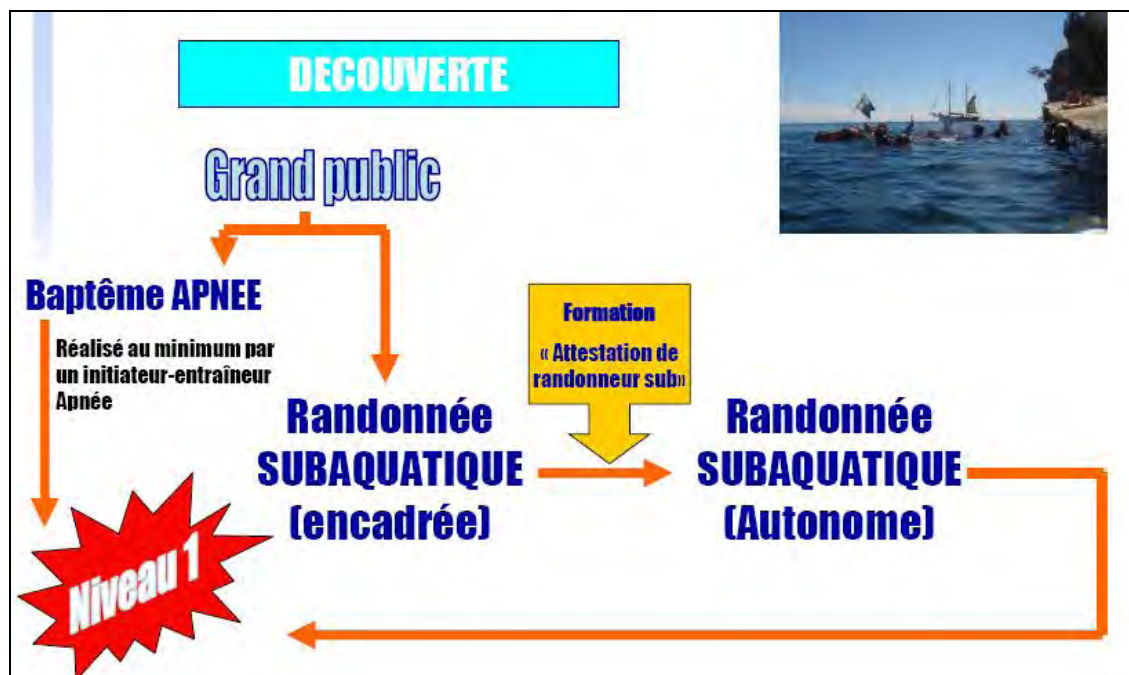 DECOUVERTE
Grand public
Baptême APNEE
Réalisé au minimum par
un initiateur-entraîneur
Apnée
Formation
« Attestation de
randonneur sub»
Randonnée
SUBAQUATIQUE
(encadrée)
Randonnée
SUBAQUATIQUE
(Autonome)
Niveau 1